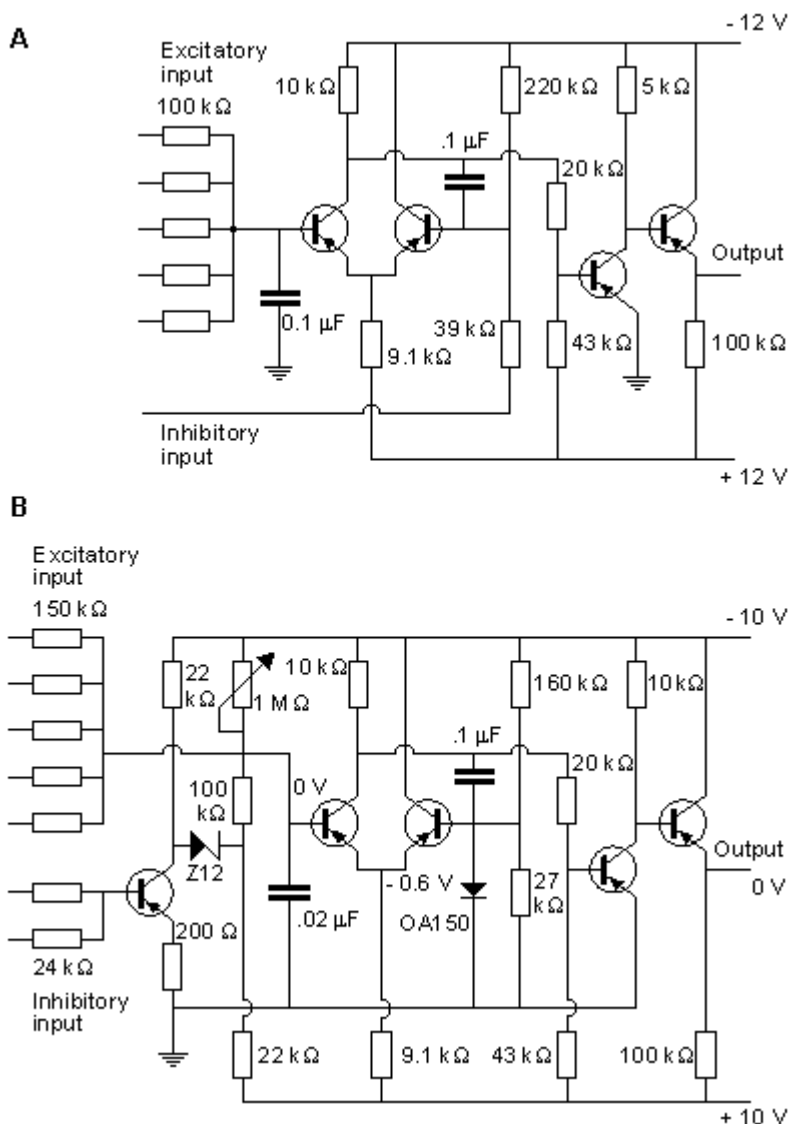 A
- 12 V
Excitatory
input
100 kΩ
10 kΩ
220 kΩ
5 kΩ
.1 µF
20 kΩ
Output
0.1 µF
9.1 kΩ
39 kΩ
43 kΩ
100 kΩ
Inhibitory
input
+ 12 V
B
Excitatory
input
150 kΩ
- 10 V
22
kΩ
1 M Ω
10 kΩ
160 kΩ
10kΩ
.1 µF
20 kΩ
100
kΩ
0 V
Z12
Output
0 V
- 0.6 V
27
kΩ
OA150
.02 µF
200 Ω
24 kΩ
Inhibitory
input
22 kΩ
9.1 kΩ
43 kΩ
100 kΩ
+ 10 V